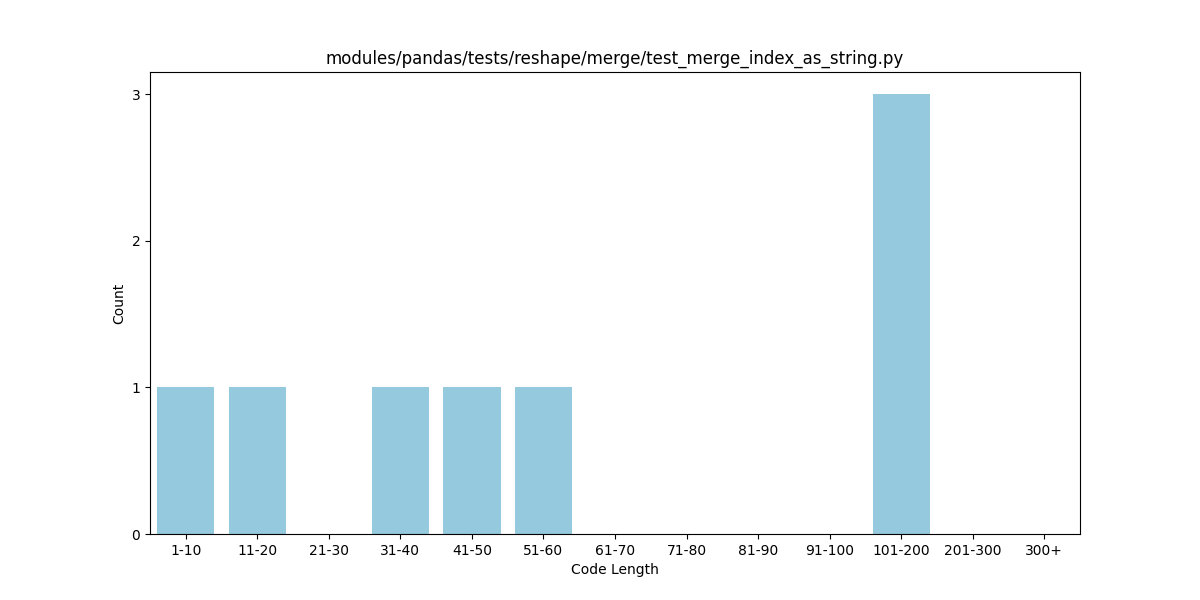 modules/pandas/tests/reshape/merge/test_merge_index_as_string.py
3
2
1
0
Count
1-10 11-20 21-30 31-40 41-50 51-60 61-70 71-80 81-90 91-100 101-200 201-300 300+
Code Length